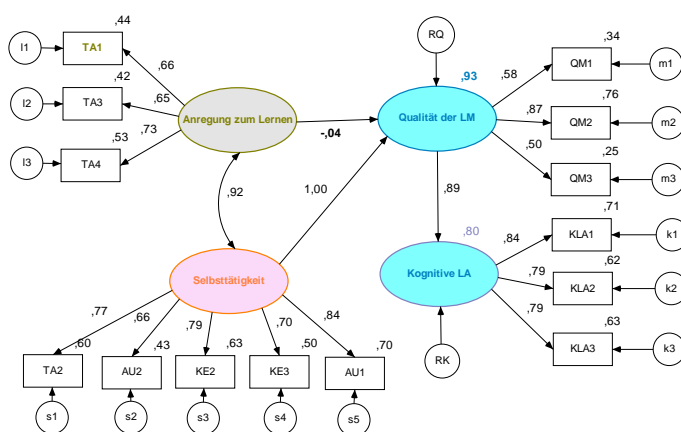 ,44
l1
TA1
,66
,42
l2
TA3
,65
,53
,73
l3
TA4
Anregung zum Lernen
-,04
RQ
,93
Qualität der LM
,34
,58
QM1
m1
,76
,87
QM2
m2
,50
,25
QM3
m3
,92
1,00
,89
,71
,80
,84
KLA1
k1
Selbsttätigkeit
Kognitive LA
,62
,79
KLA2
k2
,63
,79
KLA3
k3
RK
,77
,66
,79
,70
,84
,60
,43
,63
,50
,70
TA2
AU2
KE2
KE3
AU1
s1
s2
s3
s4
s5